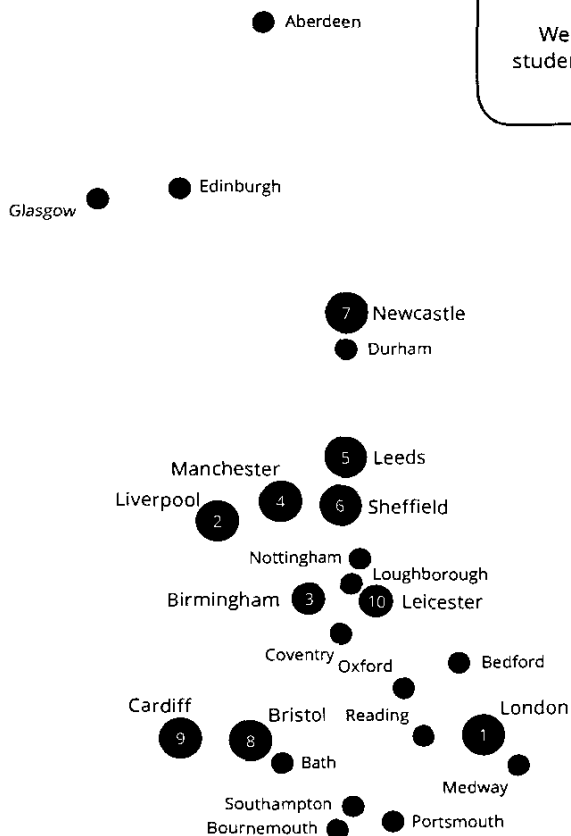 Aberdeen
We
studen
Edinburgh
Glasgow
7 Newcastle
Durham
5 Leeds
Manchester
4
Liverpool
2
6 Sheffield
Nottingham
Loughborough
Birmingham 3
10 Leicester
Coventry
Oxford
Bedford
Cardiff
9
Bristol
8
Reading
London
1
Bath
Medway
Southampton
Portsmouth
Bournemouth